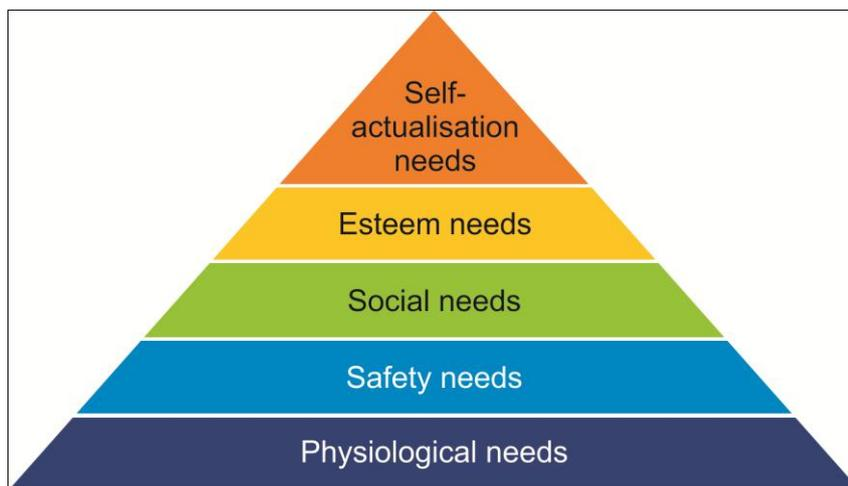 Self-
actualisation
needs
Esteem needs
Social needs
Safety needs
Physiological needs